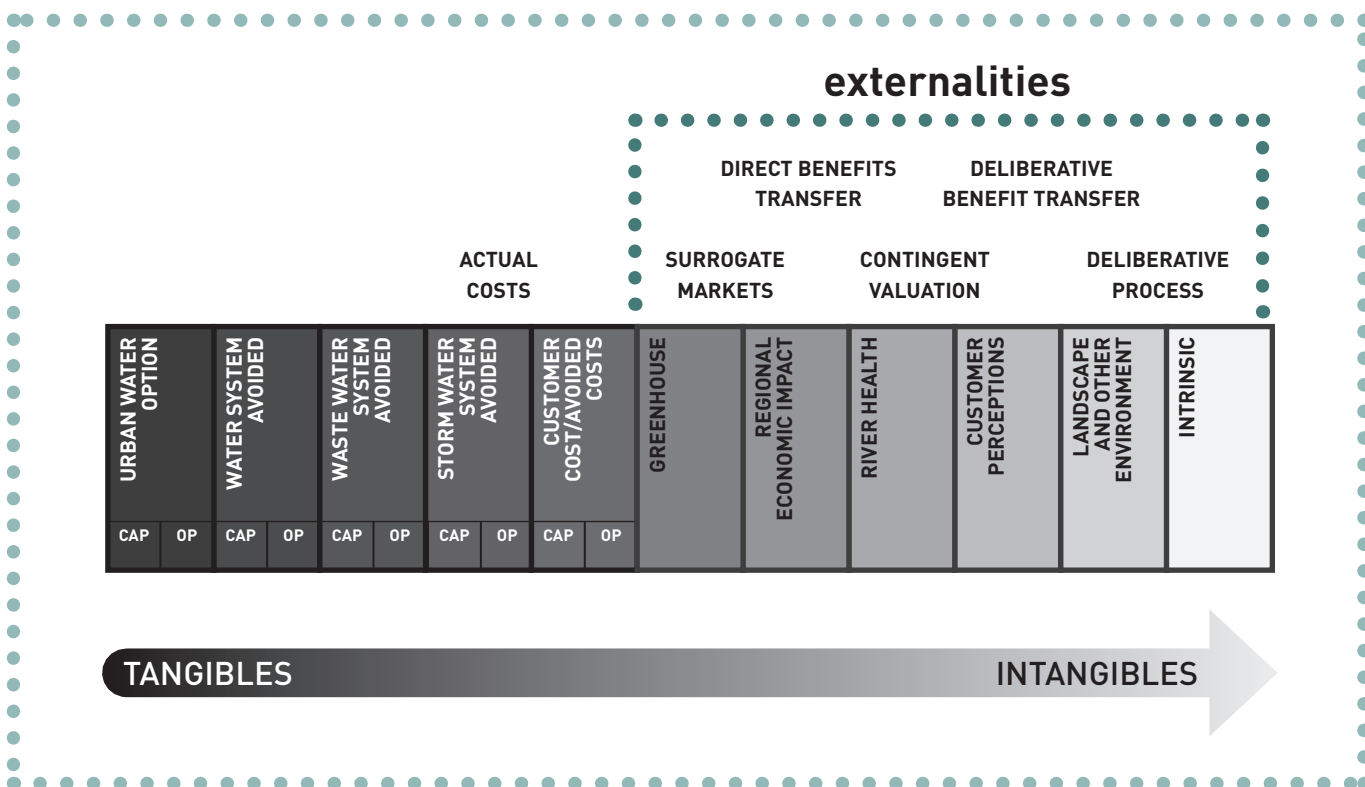 externalities
DIRECT BENEFITS
TRANSFER
DELIBERATIVE
BENEFIT TRANSFER
ACTUAL
COSTS
SURROGATE
MARKETS
CONTINGENT
VALUATION
DELIBERATIVE
PROCESS
URBAN WATER
OPTION
WATER SYSTEM
AVOIDED
WASTE WATER
SYSTEM
AVOIDED
STORM WATER
SYSTEM
AVOIDED
CUSTOMER
COST/AVOIDED
COSTS
GREENHOUSE
REGIONAL
ECONOMIC IMPACT
RIVER HEALTH
CUSTOMER
PERCEPTIONS
LANDSCAPE
AND OTHER
ENVIRONMENT
INTRINSIC
CAP OP CAP OP CAP OP CAP OP CAP OP
TANGIBLES
INTANGIBLES